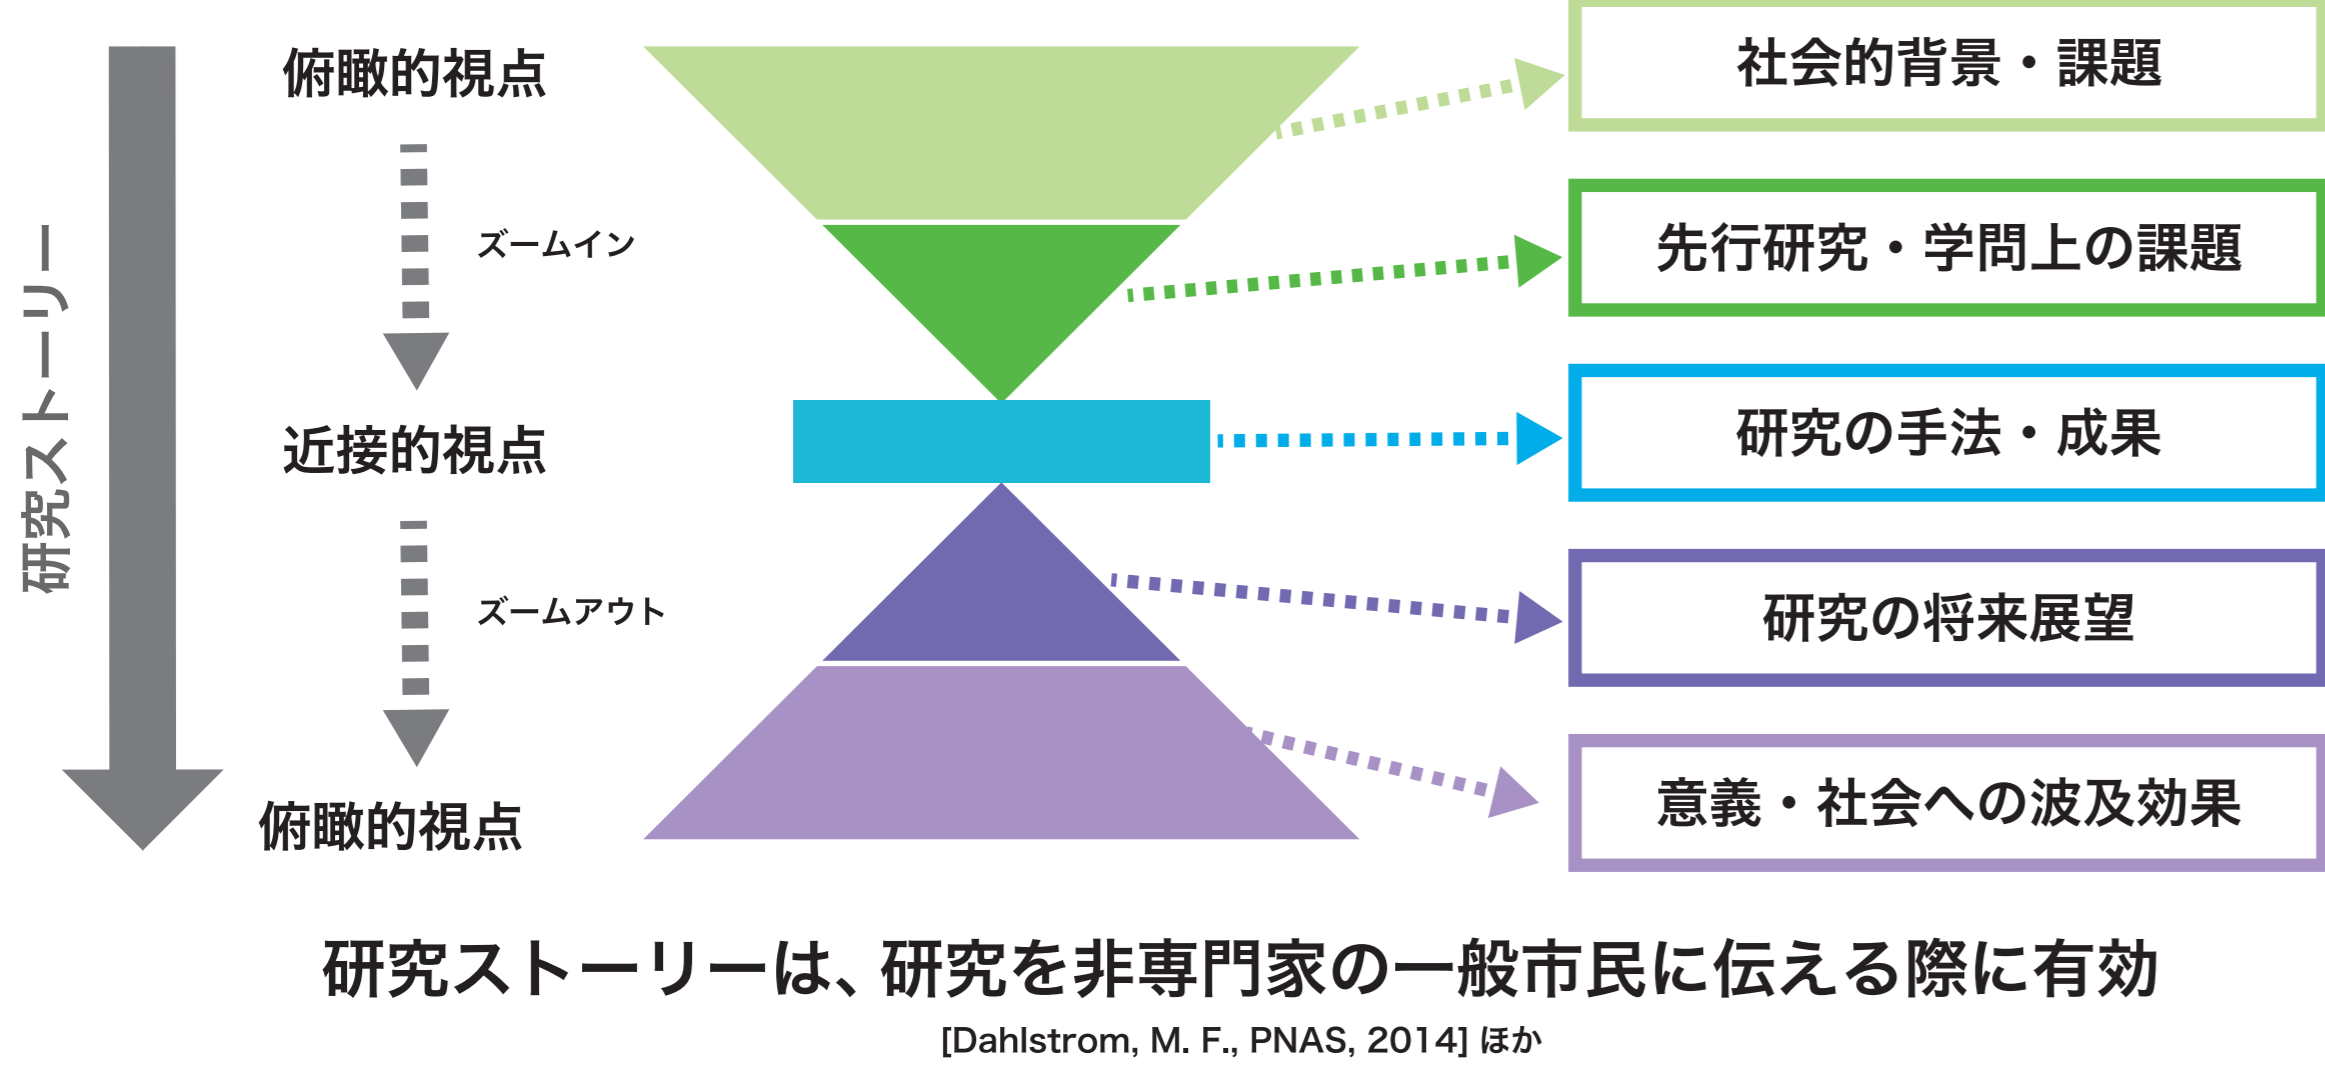 研究ストーリー
俯瞰的視点
ズームイン
近接的視点
ズームアウト
俯瞰的視点
社会的背景・課題
先行研究・学問上の課題
研究の手法・成果
研究の将来展望
意義・社会への波及効果
研究ストーリーは、研究を非専門家の一般市民に伝える際に有効
[Dahlstrom, M. F., PNAS, 2014] ほか